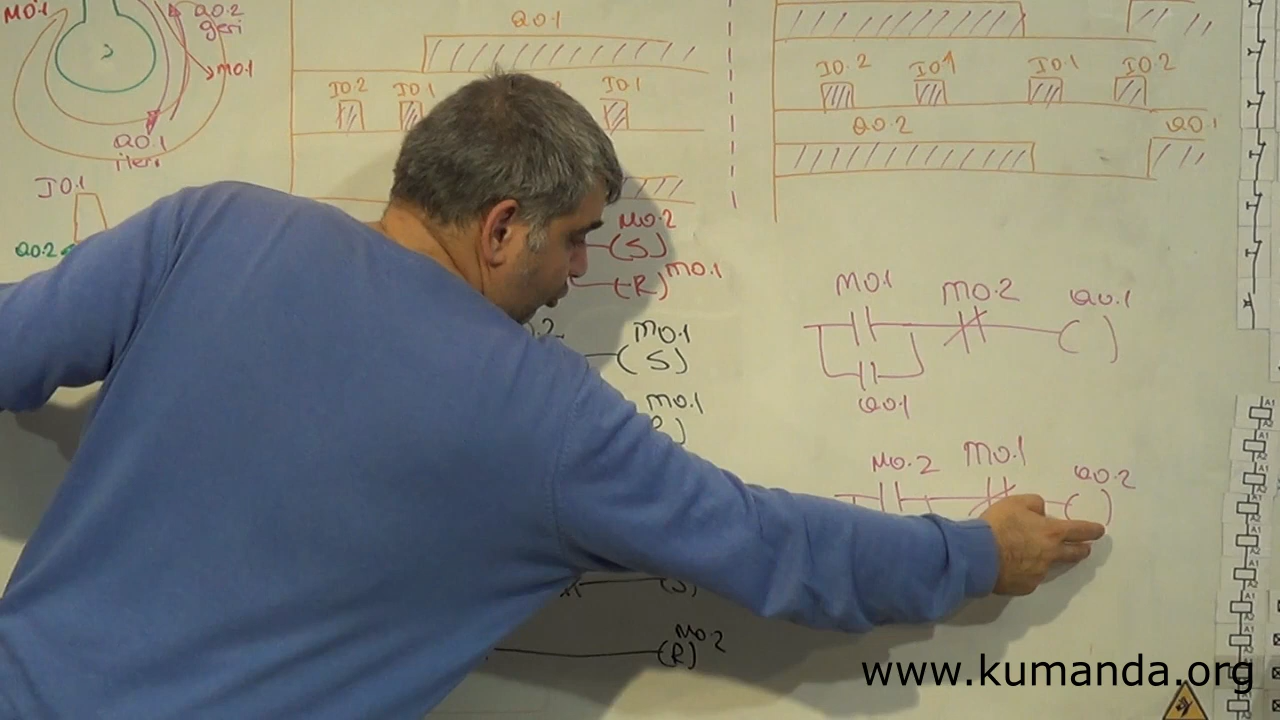 M0.1
Q0.2
geri
m0.1
Q0.1
ileri
I0.1
Q0.2
Q0.1
I0.2 I0.1 I0.1
I0.2 I0.1 I0.1 I0.2
Q0.2 Q0.1
M0.2
(S)
(R) m0.1
m0.1
(S)
m0.1
M0.1 m0.2 Q0.1
( )
Q0.1
M0.2 m0.1 Q0.2
( )
(S)
M0.2
(R)
www.kumanda.org